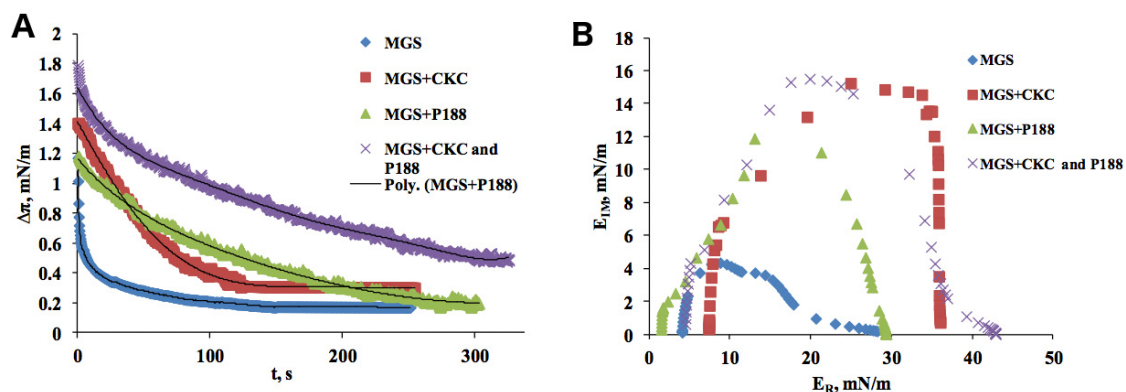 A
Δπ, mN/m
2
1.8
1.6
1.4
1.2
1
0.8
0.6
0.4
0.2
0
0 100 200 300
t, s
MGS
MGS+CKC
MGS+P188
MGS+CKC and
P188
Poly. (MGS+P188)
B
E_IM, mN/m
18
16
14
12
10
8
6
4
2
0
0 10 20 30 40 50
E_R, mN/m
MGS
MGS+CKC
MGS+P188
MGS+CKC and P188